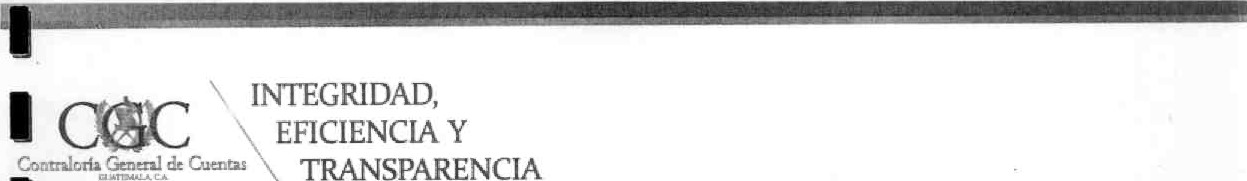 INTEGRIDAD,
EFICIENCIA Y
TRANSPARENCIA
CGC
Contraloría General de Cuentas
GUATEMALA, C.A.